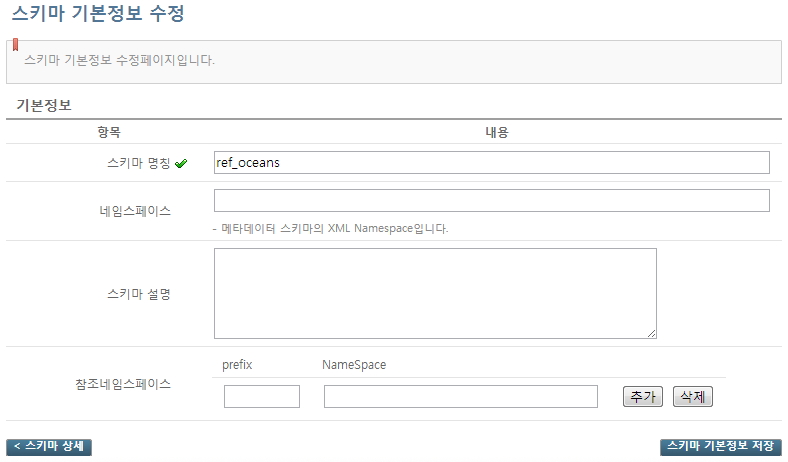 스키마 기본정보 수정
스키마 기본정보 수정페이지입니다.
기본정보
항목 내용
스키마 명칭 ref_oceans
네임스페이스
- 메타데이터 스키마의 XML Namespace입니다.
스키마 설명
prefix NameSpace
참조네임스페이스 추가 삭제
< 스키마 상세 스키마 기본정보 저장